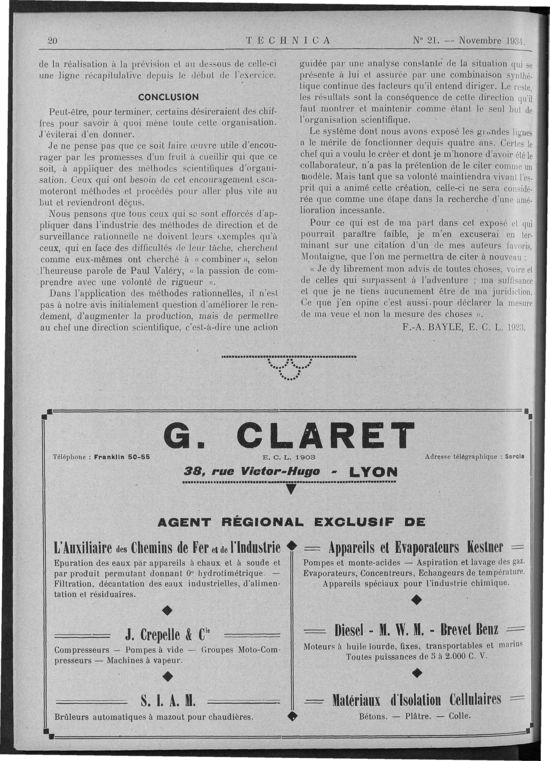 20
TECHNICA
N° 21. — Novembre 1934.
de la réalisation à la prévision et au dessous de celle-ci
une ligne récapitulative depuis le début de l'exercice.
CONCLUSION
Peut-être, pour terminer, certains désireraient des chif-
fres pour savoir à quoi mène toute cette organisation.
J'éviterai d'en donner.
Je ne pense pas que ce soit faire œuvre utile d'encou-
rager par les promesses d'un fruit à cueillir qui que ce
soit, à appliquer des méthodes scientifiques d'organi-
sation. Ceux qui ont besoin de cet encouragement esca-
moteront méthodes et procédés pour aller plus vite au
but et reviendront déçus.
Nous pensons que tous ceux qui se sont efforcés d'ap-
pliquer dans l'industrie des méthodes de direction et de
surveillance rationnelle ne doivent leurs exemples qu'à
ceux, qui en face des difficultés de leur tâche, cherchent
comme eux-mêmes ont cherché à « combiner », selon
l'heureuse parole de Paul Valéry, « la passion de com-
prendre avec une volonté de rigueur ».
Dans l'application des méthodes rationnelles, il n'est
pas à notre avis initialement question d'améliorer le ren-
dement, d'augmenter la production, mais de permettre
au chef une direction scientifique, c'est-à-dire une action
guidée par une analyse constante de la situation qui se
présente à lui et assurée par une combinaison synthé-
tique continue des facteurs qu'il entend diriger. Le reste,
les résultats sont la conséquence de cette direction qu'il
faut montrer et maintenir comme étant le seul but de
l'organisation scientifique.
Le système dont nous avons exposé les grandes lignes
a le mérite de fonctionner depuis quatre ans. Certes le
chef qui a voulu le créer et dont je m'honore d'avoir été le
collaborateur, n'a pas la prétention de le citer comme un
modèle. Mais tant que sa volonté maintiendra vivant l'es-
prit qui a animé cette création, celle-ci ne sera considé-
rée que comme une étape dans la recherche d'une amé-
lioration incessante.
Pour ce qui est de ma part dans cet exposé et qui
pourrait paraître faible, je m'en excuserai en ter-
minant sur une citation d'un de mes auteurs favoris,
Montaigne, que l'on me permettra de citer à nouveau :
« Je dy librement mon advis de toutes choses, voire et
de celles qui surpassent à l'adventure : ma suffisance
et que je ne tiens aucunement être de ma juridiction.
Ce que j'en opine c'est aussi pour déclarer la mesure
de ma veue et non la mesure des choses ».
F.-A. BAYLE, E. C. L. 1923.
G. CLARET
Téléphone : Franklin 50-55
E. C. L. 1903
Adresse télégraphique : Sercla
38, rue Victor-Hugo - LYON
AGENT RÉGIONAL EXCLUSIF DE
L'Auxiliaire des Chemins de Fer et de l'Industrie
Epuration des eaux par appareils à chaux et à soude et
par produit permutant donnant 0° hydrotimétrique —
Filtration, décantation des eaux industrielles, d'alimen-
tation et résiduaires.
J. Crepelle & Cie
Compresseurs — Pompes à vide — Groupes Moto-Com-
presseurs — Machines à vapeur.
S. I. A. M.
Brûleurs automatiques à mazout pour chaudières.
Appareils et Evaporateurs Kestner
Pompes et monte-acides — Aspiration et lavage des gaz.
Evaporateurs, Concentreurs, Echangeurs de température.
Appareils spéciaux pour l'industrie chimique.
Diesel - M. W. M. - Brevet Benz
Moteurs à huile lourde, fixes, transportables et marins
Toutes puissances de 5 à 2.000 C. V.
Matériaux d'Isolation Cellulaires
Bétons. — Plâtre. — Colle.